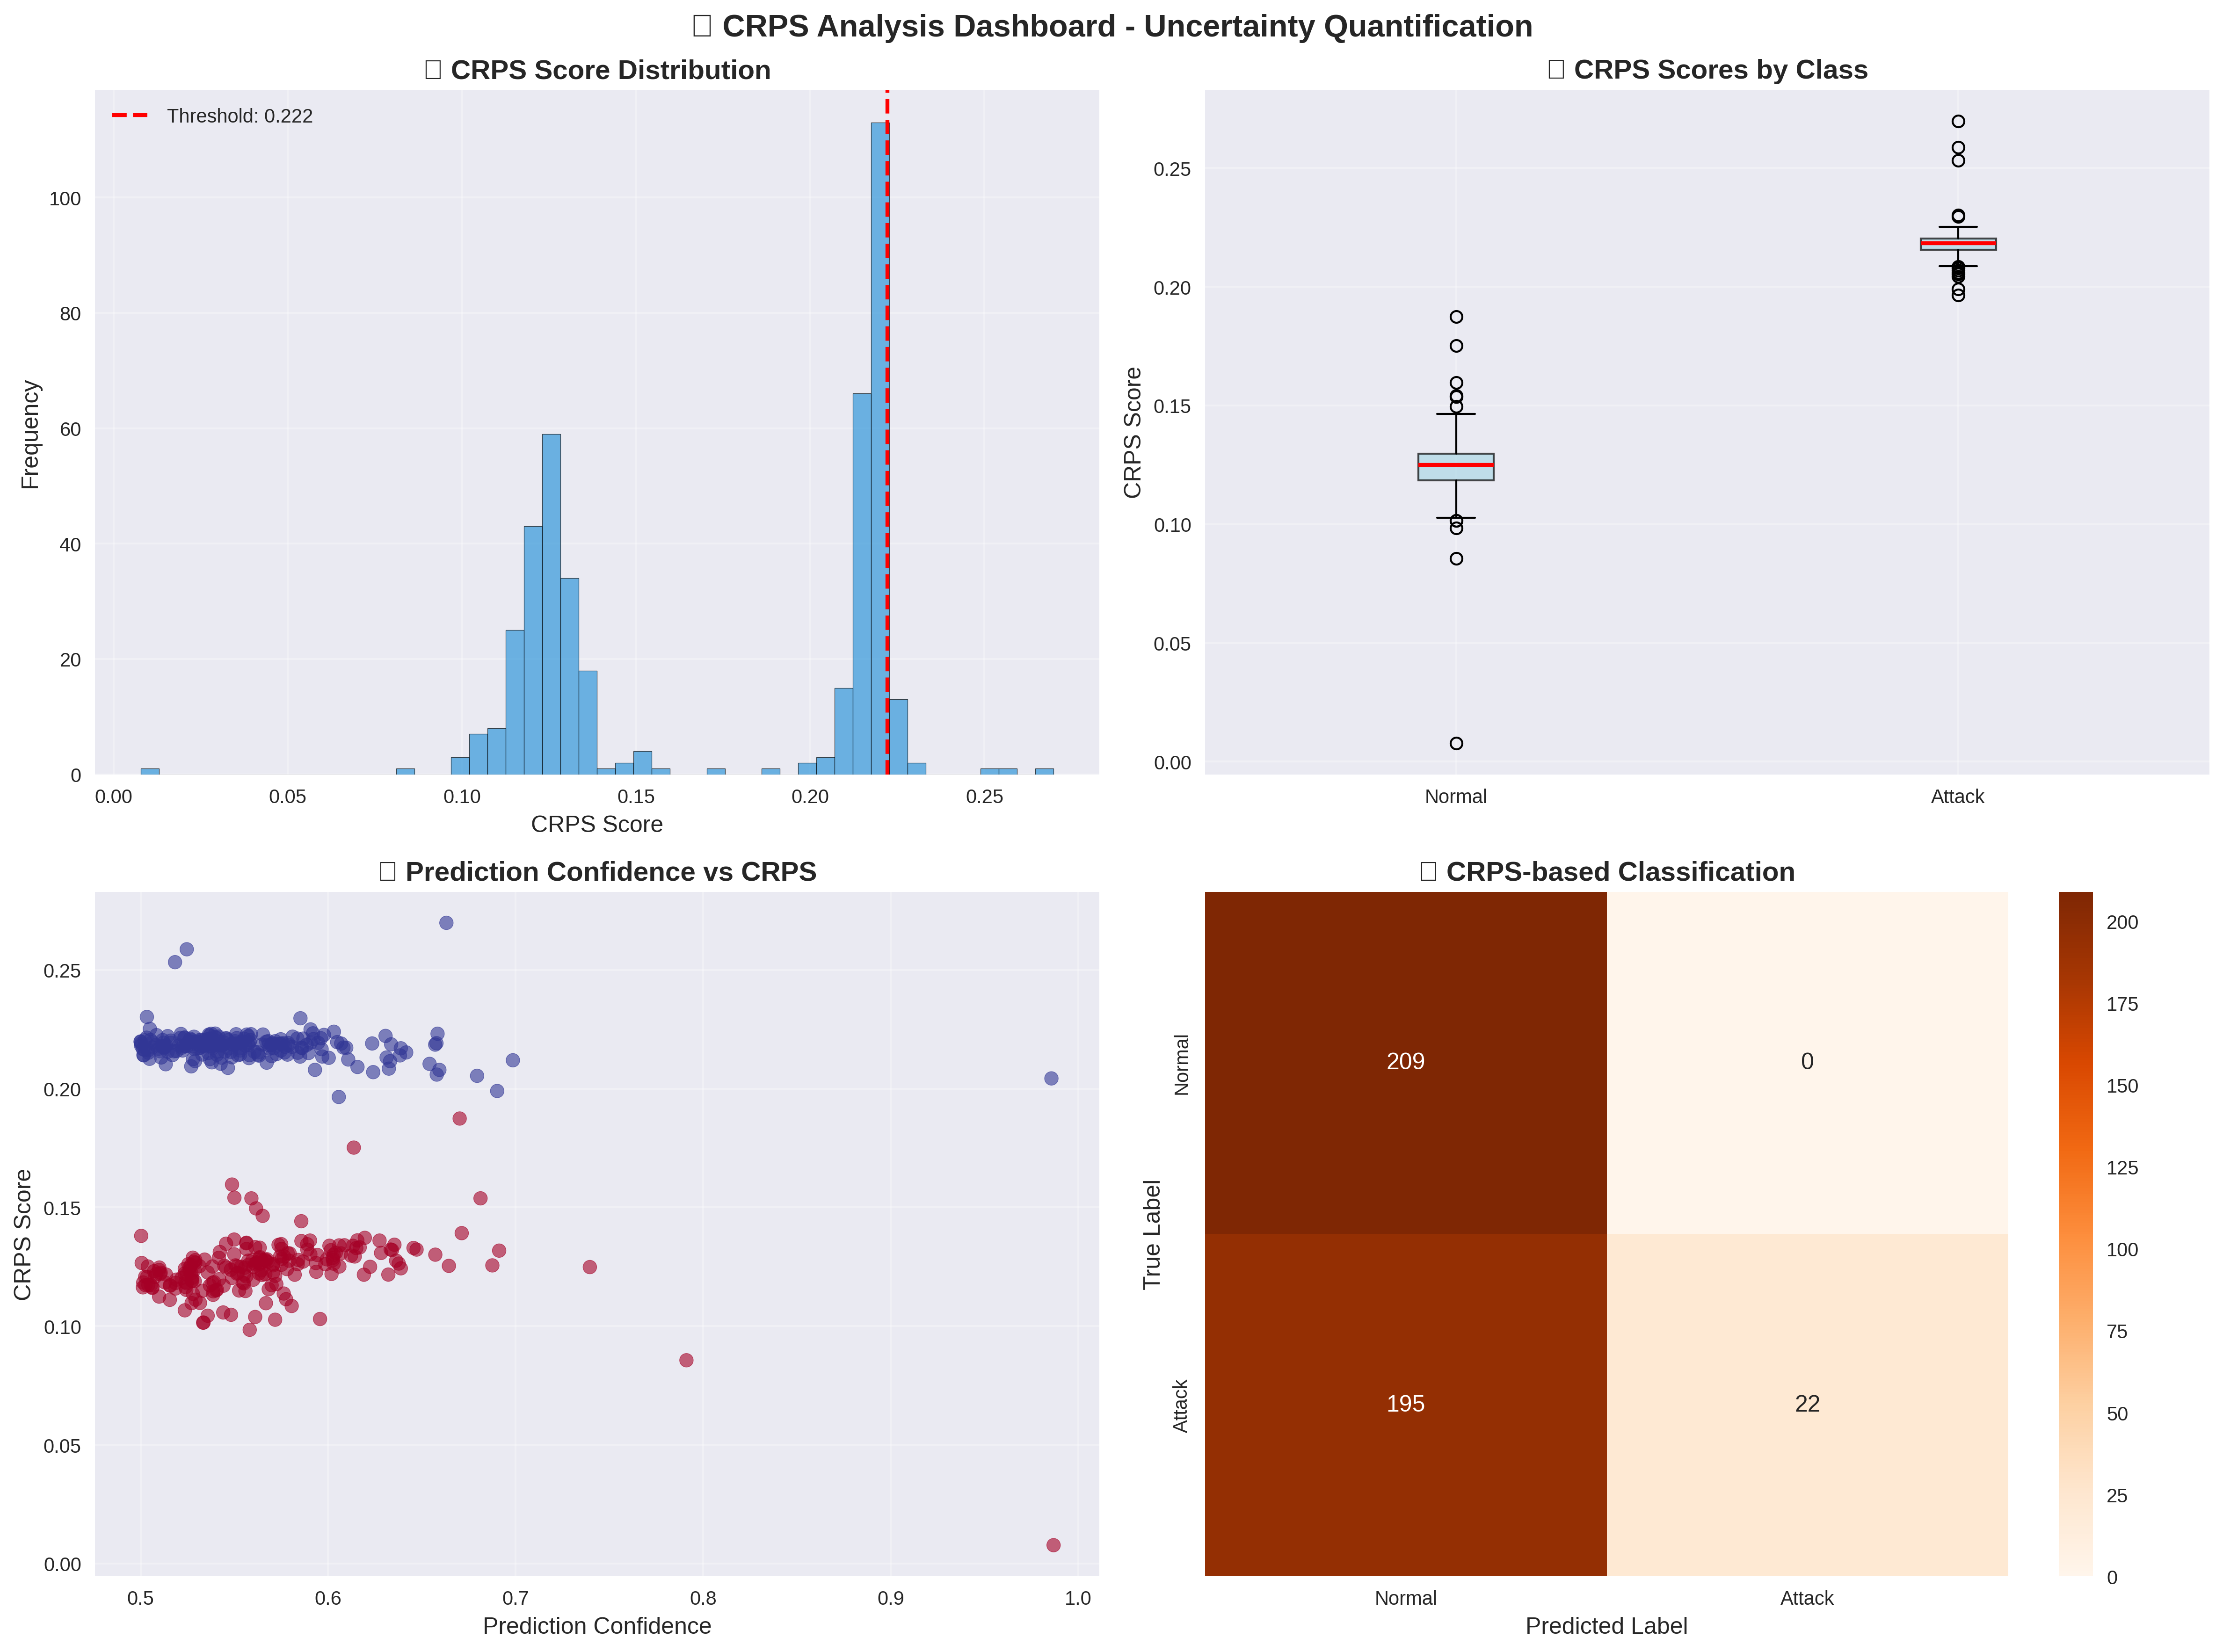 CRPS Analysis Dashboard - Uncertainty Quantification
CRPS Score Distribution
Threshold: 0.222
Frequency
100
80
60
40
20
0
0.00 0.05 0.10 0.15 0.20 0.25
CRPS Score
CRPS Scores by Class
CRPS Score
0.25
0.20
0.15
0.10
0.05
0.00
Normal Attack
Prediction Confidence vs CRPS
CRPS Score
0.25
0.20
0.15
0.10
0.05
0.00
0.5 0.6 0.7 0.8 0.9 1.0
Prediction Confidence
CRPS-based Classification
True Label
Normal
Attack
209 0
195 22
Normal Attack
Predicted Label
200
175
150
125
100
75
50
25
0